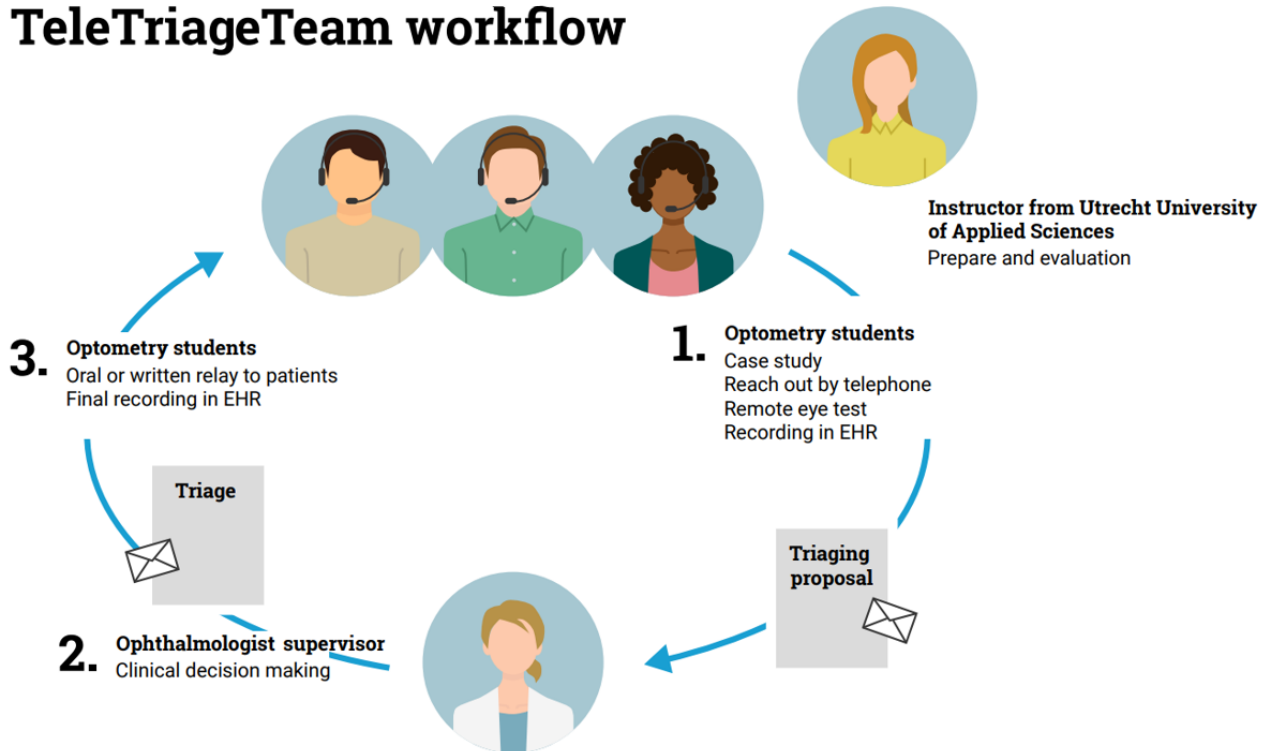 TeleTriageTeam workflow
Instructor from Utrecht University
of Applied Sciences
Prepare and evaluation
1.
Optometry students
Case study
Reach out by telephone
Remote eye test
Recording in EHR
Triaging
proposal
2.
Ophthalmologist supervisor
Clinical decision making
Triage
3.
Optometry students
Oral or written relay to patients
Final recording in EHR